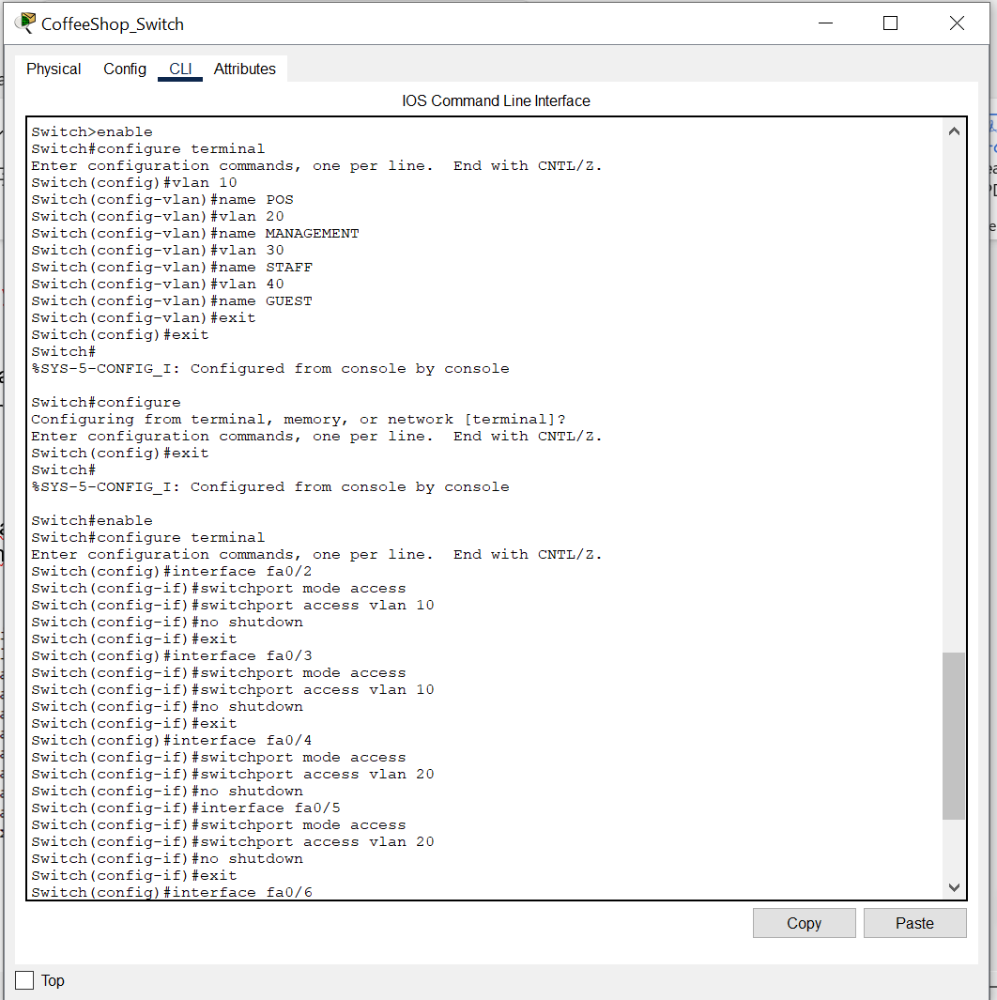 CoffeeShop_Switch
Physical Config CLI Attributes
IOS Command Line Interface
Switch>enable
Switch#configure terminal
Enter configuration commands, one per line.  End with CNTL/Z.
Switch(config)#vlan 10
Switch(config-vlan)#name POS
Switch(config-vlan)#vlan 20
Switch(config-vlan)#name MANAGEMENT
Switch(config-vlan)#vlan 30
Switch(config-vlan)#name STAFF
Switch(config-vlan)#vlan 40
Switch(config-vlan)#name GUEST
Switch(config-vlan)#exit
Switch(config)#exit
Switch#
%SYS-5-CONFIG_I: Configured from console by console
Switch#configure
Configuring from terminal, memory, or network [terminal]?
Enter configuration commands, one per line.  End with CNTL/Z.
Switch(config)#exit
Switch#
%SYS-5-CONFIG_I: Configured from console by console
Switch#enable
Switch#configure terminal
Enter configuration commands, one per line.  End with CNTL/Z.
Switch(config)#interface fa0/2
Switch(config-if)#switchport mode access
Switch(config-if)#switchport access vlan 10
Switch(config-if)#no shutdown
Switch(config-if)#exit
Switch(config)#interface fa0/3
Switch(config-if)#switchport mode access
Switch(config-if)#switchport access vlan 10
Switch(config-if)#no shutdown
Switch(config-if)#exit
Switch(config)#interface fa0/4
Switch(config-if)#switchport mode access
Switch(config-if)#switchport access vlan 20
Switch(config-if)#no shutdown
Switch(config-if)#interface fa0/5
Switch(config-if)#switchport mode access
Switch(config-if)#switchport access vlan 20
Switch(config-if)#no shutdown
Switch(config-if)#exit
Switch(config)#interface fa0/6
Copy Paste
Top